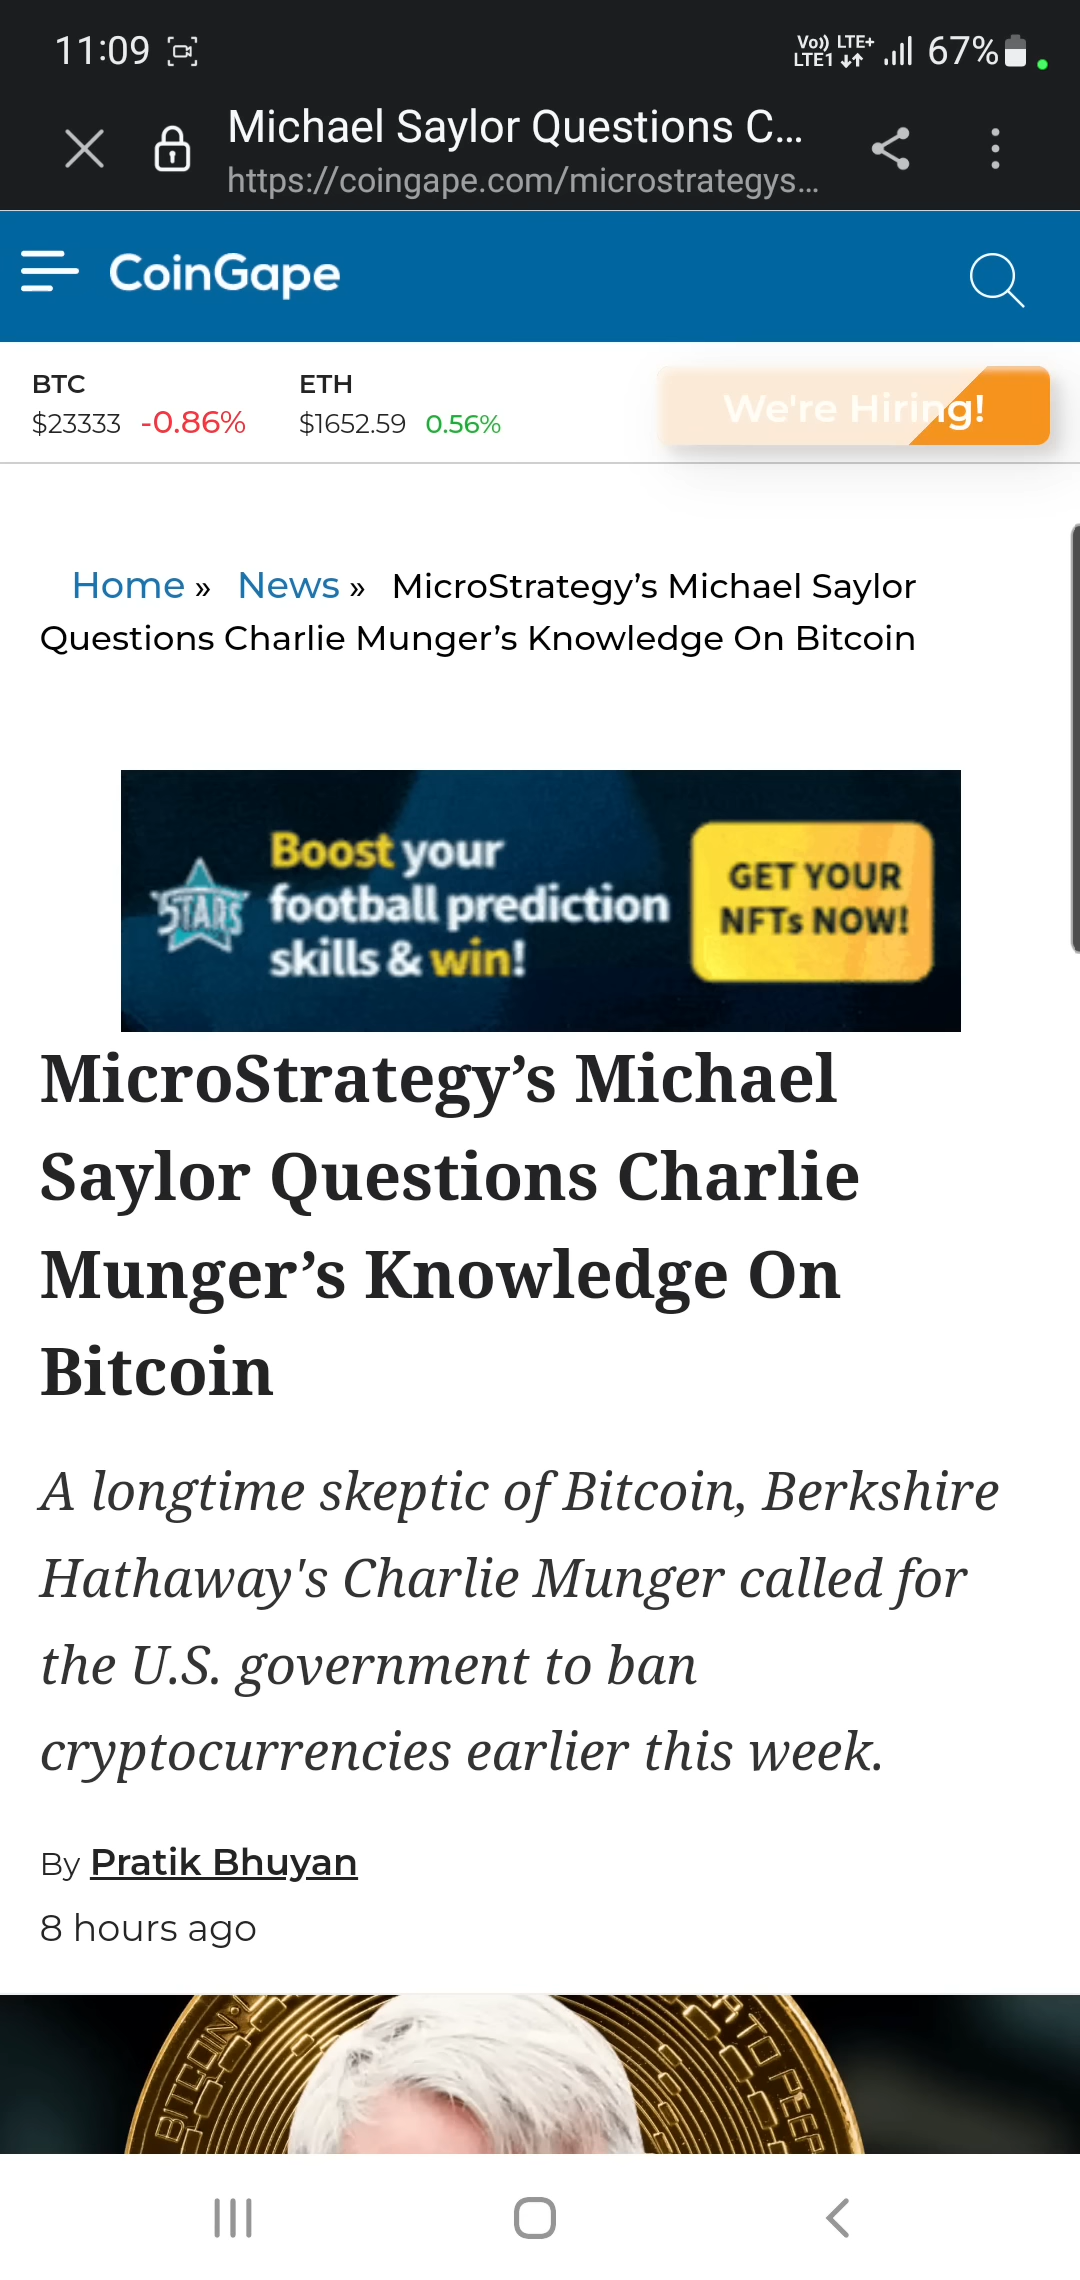 11:09
Vo)) LTE+
LTE1
67%
Michael Saylor Questions C...
https://coingape.com/microstrategys...
CoinGape
BTC
$23333 -0.86%
ETH
$1652.59 0.56%
We're Hiring!
Home » News » MicroStrategy’s Michael Saylor
Questions Charlie Munger’s Knowledge On Bitcoin
STARS
Boost your
football prediction
skills & win!
GET YOUR
NFTs NOW!
MicroStrategy’s Michael
Saylor Questions Charlie
Munger’s Knowledge On
Bitcoin
A longtime skeptic of Bitcoin, Berkshire
Hathaway's Charlie Munger called for
the U.S. government to ban
cryptocurrencies earlier this week.
By Pratik Bhuyan
8 hours ago
BITCOIN
TO PEER